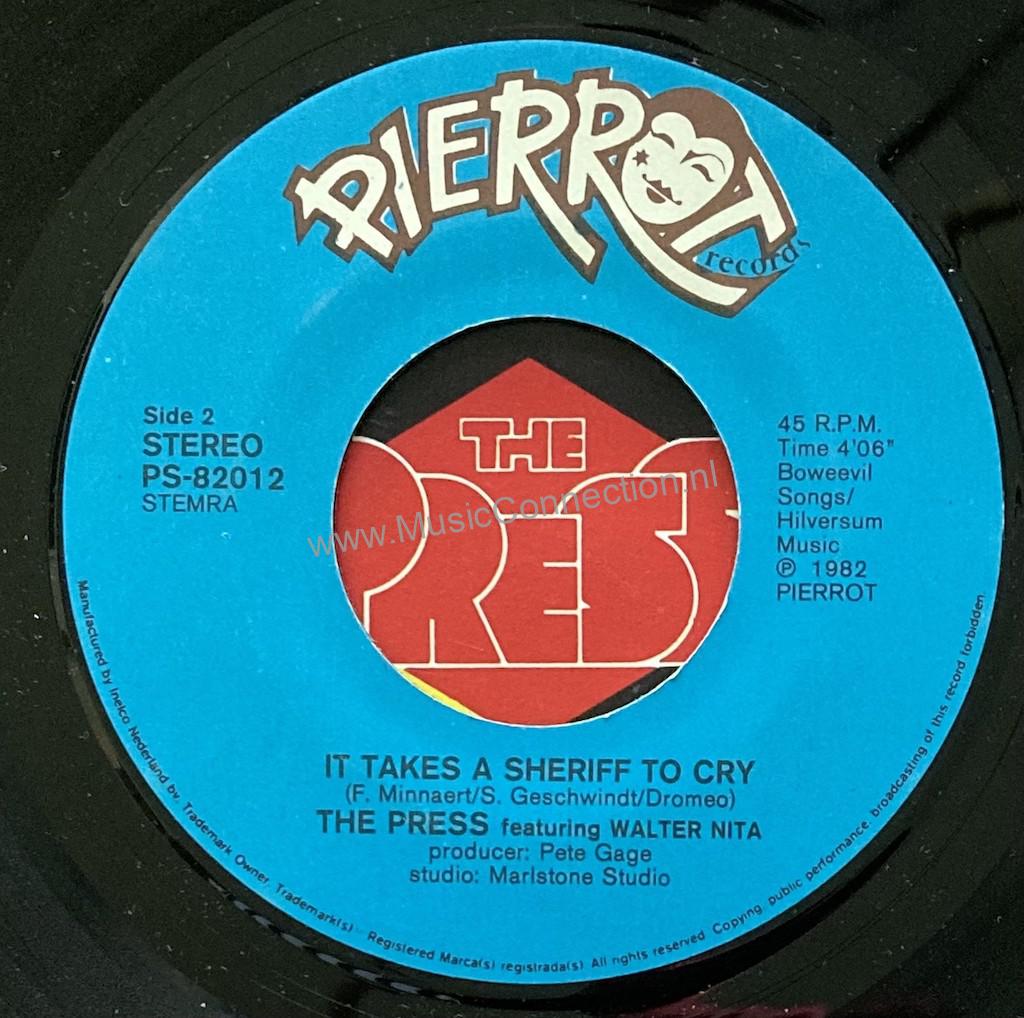 PIERROT
records
Side 2
STEREO
PS-82012
STEMRA
THE
PRESS
www.MusicConnection.nl
45 R.P.M.
Time 4'06"
Boweevil
Songs/
Hilversum
Music
℗ 1982
PIERROT
IT TAKES A SHERIFF TO CRY
(F. Minnaert/S. Geschwindt/Dromeo)
THE PRESS featuring WALTER NITA
producer: Pete Gage
studio: Marlstone Studio
Manufactured by Inelco Nederland bv. Trademark Owner. Trademark(s) Registered Marca(s) registrada(s) All rights reserved Copying, public performance, broadcasting of this record forbidden